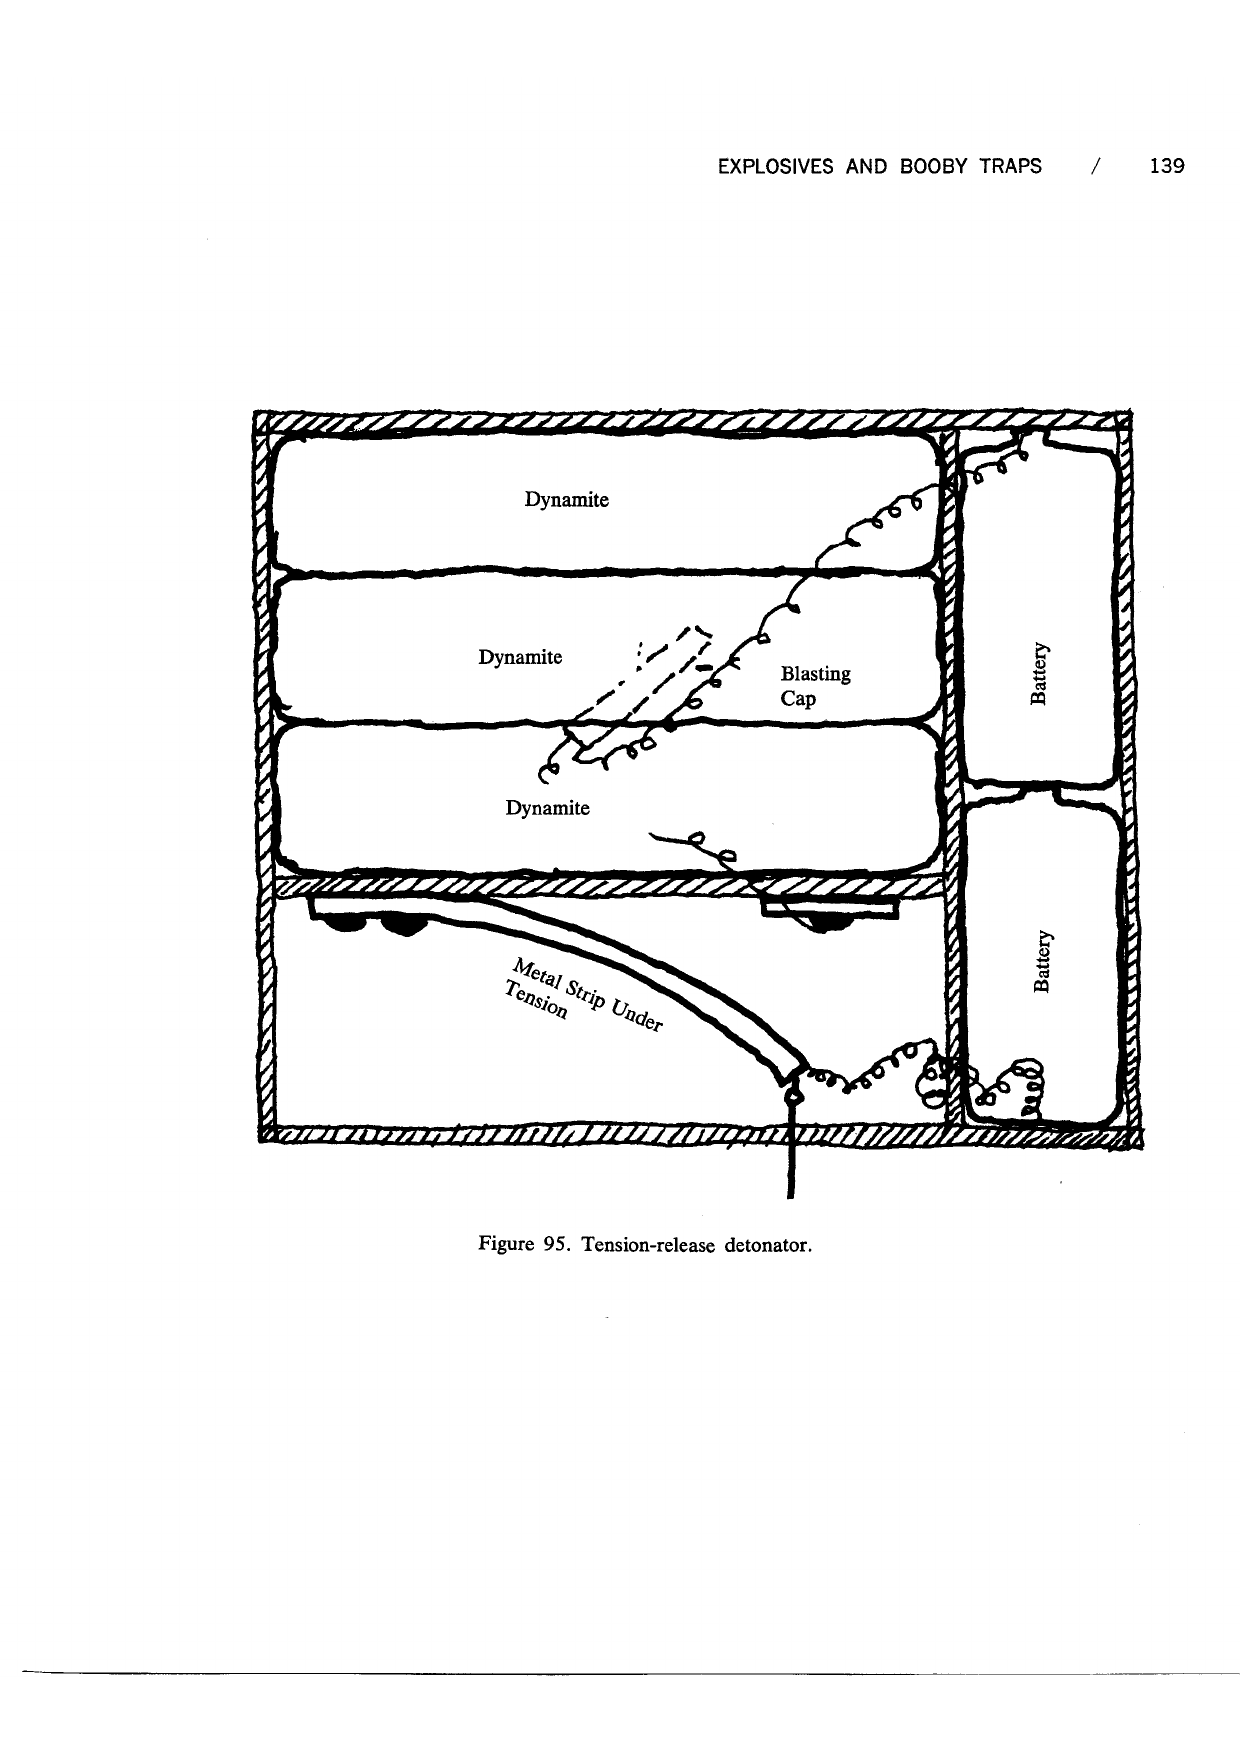 EXPLOSIVES AND BOOBY TRAPS / 139
Dynamite
Dynamite
Blasting
Cap
Battery
Dynamite
Battery
Metal Strip Under
Tension
Figure 95. Tension-release detonator.